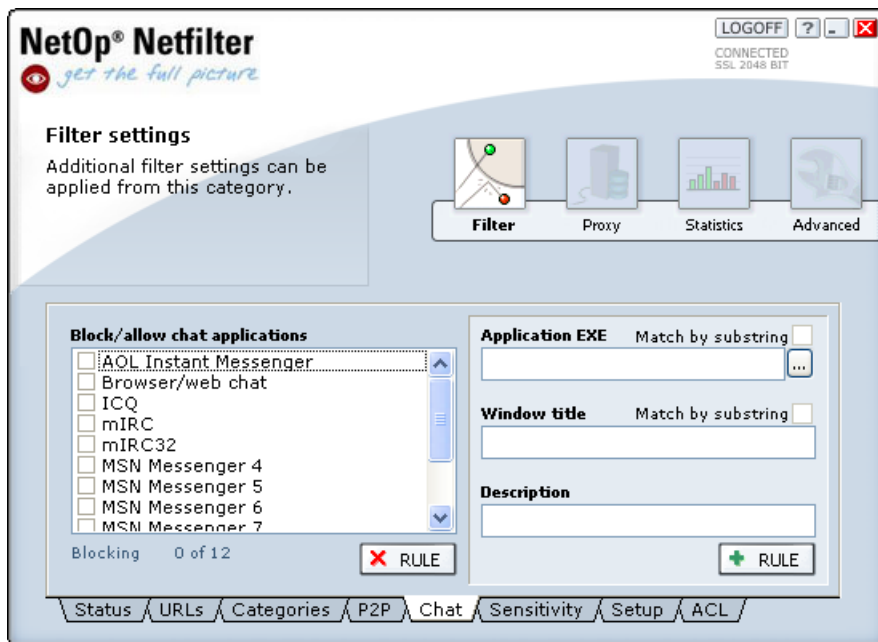 NetOp® Netfilter
get the full picture
LOGOFF ?
CONNECTED
SSL 2048 BIT
Filter settings
Additional filter settings can be
applied from this category.
Filter
Proxy
Statistics
Advanced
Block/allow chat applications
AOL Instant Messenger
Browser/web chat
ICQ
mIRC
mIRC32
MSN Messenger 4
MSN Messenger 5
MSN Messenger 6
MSN Messenger 7
Blocking 0 of 12
RULE
Application EXE Match by substring
...
Window title Match by substring
Description
RULE
Status URLs Categories P2P Chat Sensitivity Setup ACL